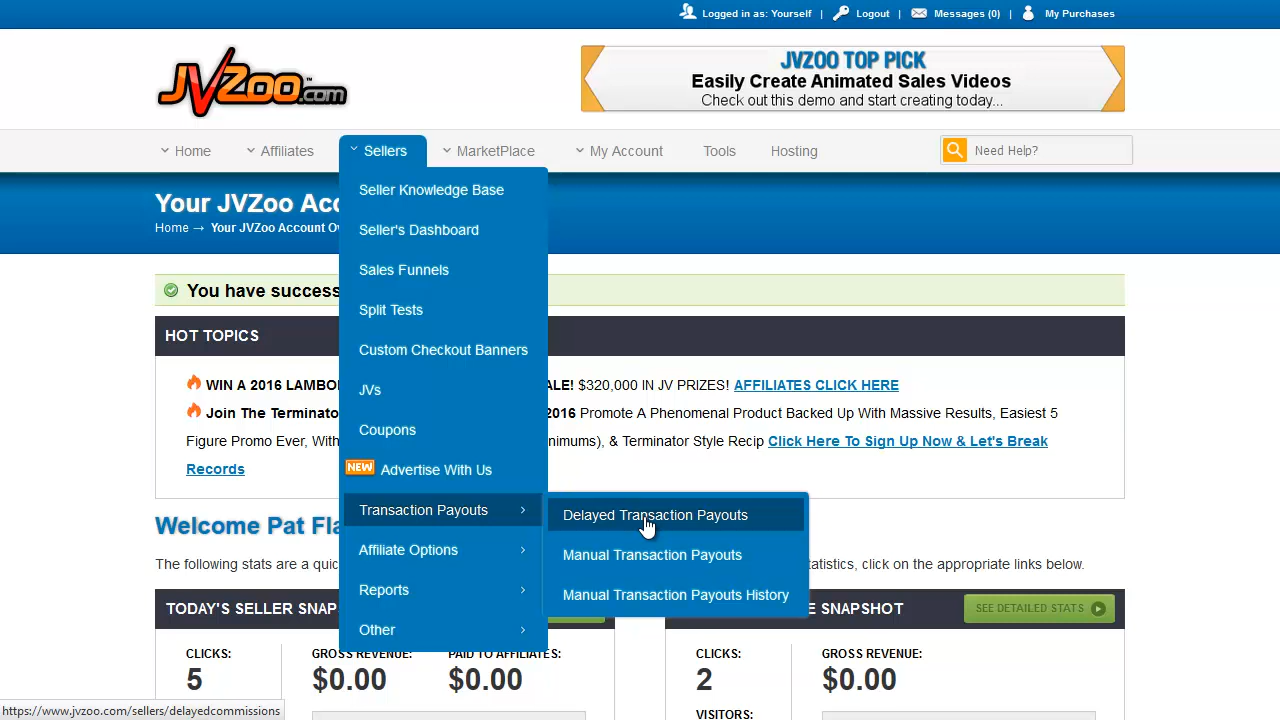 Logged in as: Yourself | Logout | Messages (0) | My Purchases
JVZoo.com™
JVZOO TOP PICK
Easily Create Animated Sales Videos
Check out this demo and start creating today...
Home Affiliates Sellers MarketPlace My Account Tools Hosting Need Help?
Your JVZoo Acc
Home → Your JVZoo Account Ov
Seller Knowledge Base
Seller's Dashboard
Sales Funnels
Split Tests
Custom Checkout Banners
JVs
Coupons
NEW Advertise With Us
Transaction Payouts
Affiliate Options
Reports
Other
Delayed Transaction Payouts
Manual Transaction Payouts
Manual Transaction Payouts History
You have success
HOT TOPICS
WIN A 2016 LAMBO ALE! $320,000 IN JV PRIZES! AFFILIATES CLICK HERE
Join The Terminato 2016 Promote A Phenomenal Product Backed Up With Massive Results, Easiest 5
Figure Promo Ever, With nimums), & Terminator Style Recip Click Here To Sign Up Now & Let's Break
Records
Welcome Pat Fla
The following stats are a quic tatistics, click on the appropriate links below.
TODAY'S SELLER SNAP E SNAPSHOT SEE DETAILED STATS
CLICKS: GROSS REVENUE: PAID TO AFFILIATES: CLICKS: GROSS REVENUE:
5 $0.00 $0.00 2 $0.00
VISITORS:
https://www.jvzoo.com/sellers/delayedcommissions